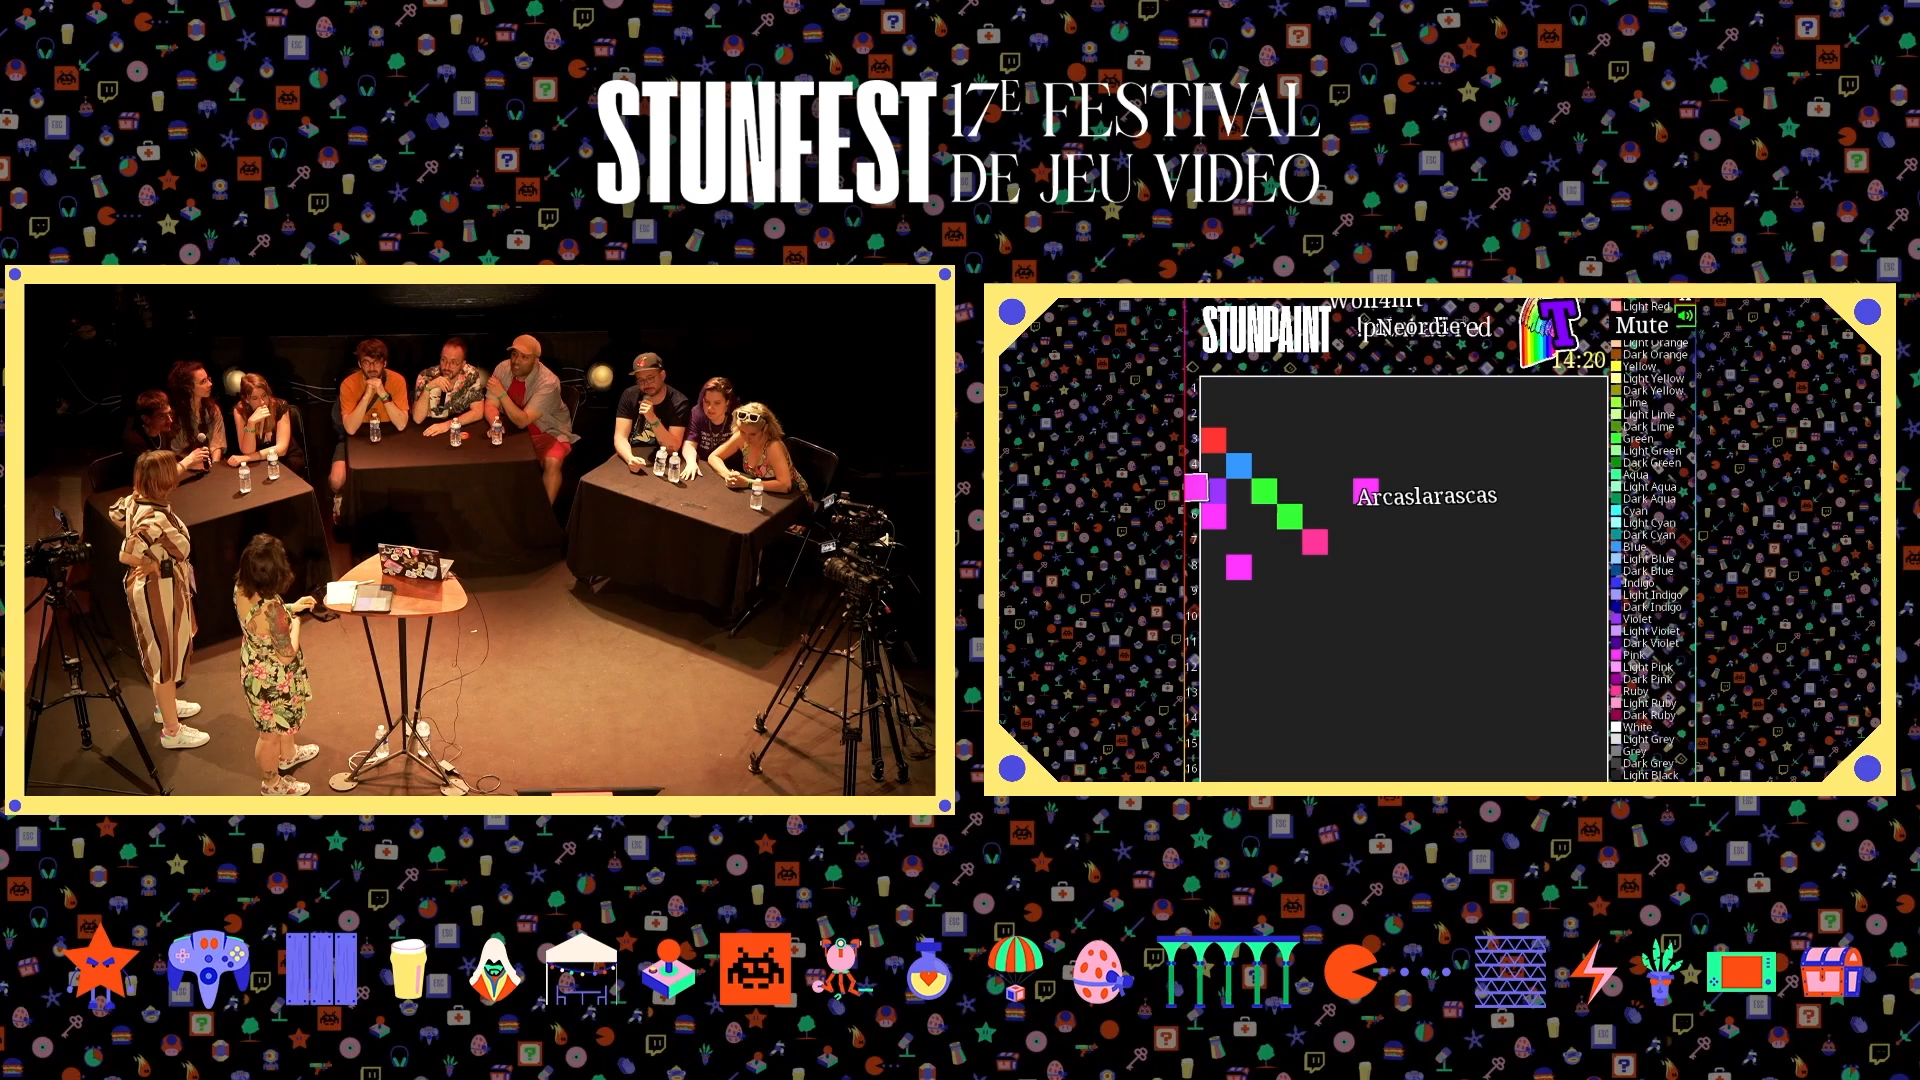 STUNFEST
17E FESTIVAL
DE JEU VIDEO
STUNPAINT
Neordie
T
14:20
Mute
Arcaslarascas
1
2
3
4
6
7
8
9
10
11
12
13
14
15
16
Light Red
Light Orange
Dark Orange
Yellow
Light Yellow
Dark Yellow
Lime
Light Lime
Dark Lime
Green
Light Green
Dark Green
Aqua
Light Aqua
Dark Aqua
Cyan
Light Cyan
Dark Cyan
Blue
Light Blue
Dark Blue
Indigo
Light Indigo
Dark Indigo
Violet
Light Violet
Dark Violet
Pink
Light Pink
Dark Pink
Ruby
Light Ruby
Dark Ruby
White
Light Grey
Grey
Dark Grey
Light Black